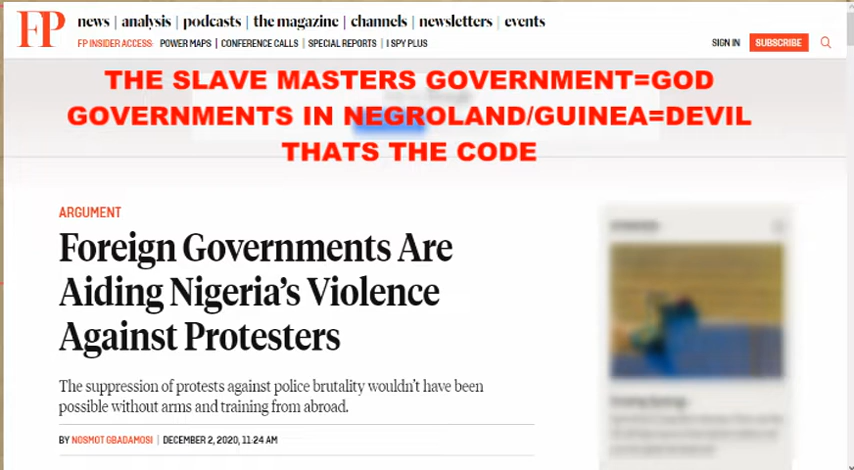 FP
news | analysis | podcasts | the magazine | channels | newsletters | events
FP INSIDER ACCESS: POWER MAPS | CONFERENCE CALLS | SPECIAL REPORTS | I SPY PLUS
SIGN IN SUBSCRIBE
THE SLAVE MASTERS GOVERNMENT=GOD
GOVERNMENTS IN NEGROLAND/GUINEA=DEVIL
THATS THE CODE
ARGUMENT
Foreign Governments Are
Aiding Nigeria's Violence
Against Protesters
The suppression of protests against police brutality wouldn't have been
possible without arms and training from abroad.
BY NOSMOT GBADAMOSI | DECEMBER 2, 2020, 11:24 AM